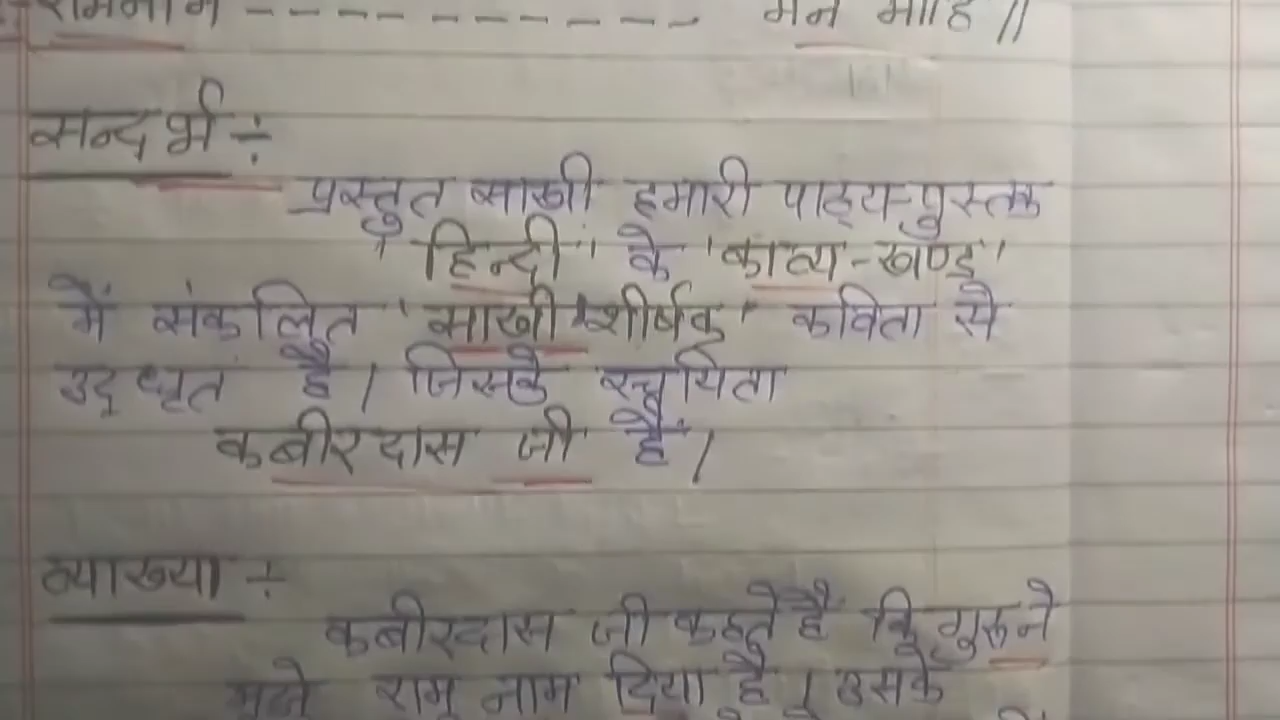 रामनाम - - - - - - - - - - - मन माहि ॥
सन्दर्भ ÷
प्रस्तुत साखी हमारी पाठ्य-पुस्तक
'हिन्दी' के 'काव्य-खण्ड'
में संकलित 'साखी शीर्षक' कविता से
उद्धृत है। जिसके रचयिता
कबीरदास जी हैं।
व्याख्या ÷
कबीरदास जी कहते हैं कि गुरू ने
मुझे राम नाम दिया है। उसके